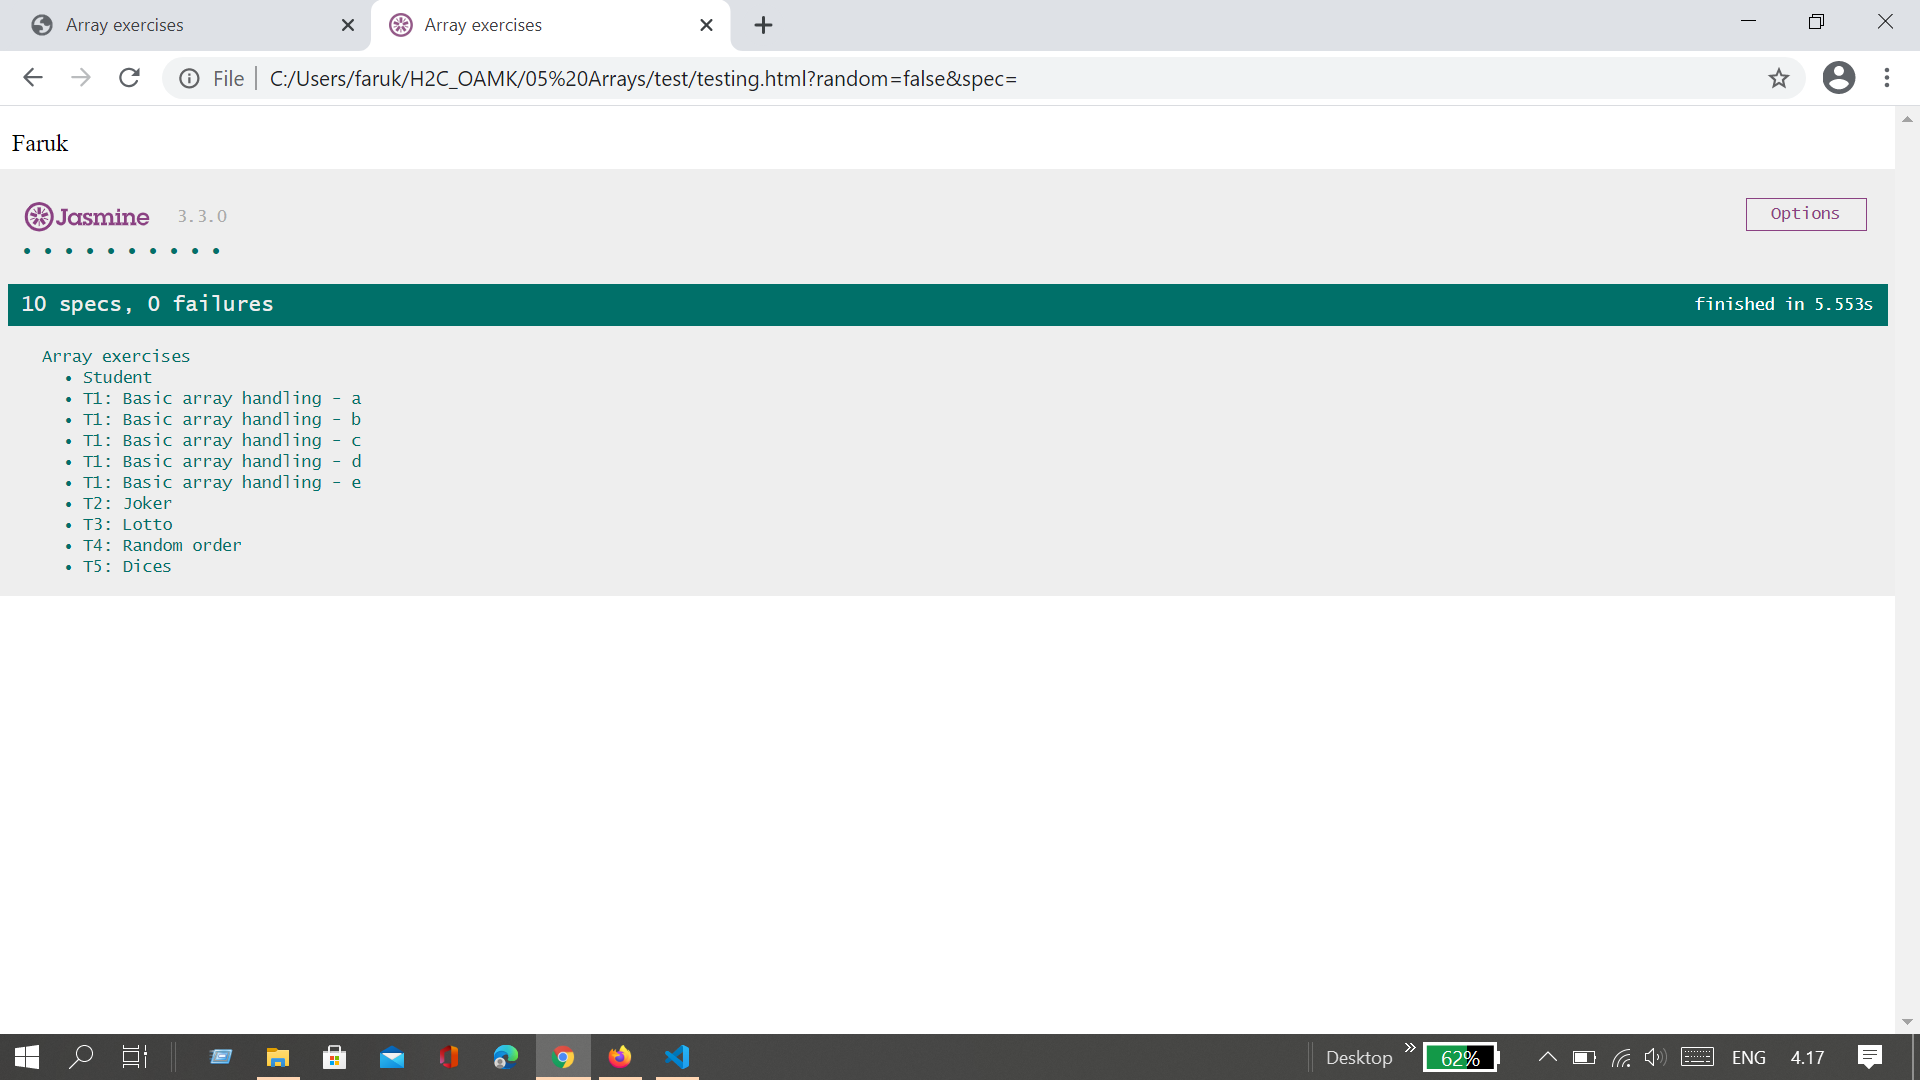 Array exercises
Array exercises
File C:/Users/faruk/H2C_OAMK/05%20Arrays/test/testing.html?random=false&spec=
Faruk
Jasmine 3.3.0
Options
10 specs, 0 failures
finished in 5.553s
Array exercises
• Student
• T1: Basic array handling - a
• T1: Basic array handling - b
• T1: Basic array handling - c
• T1: Basic array handling - d
• T1: Basic array handling - e
• T2: Joker
• T3: Lotto
• T4: Random order
• T5: Dices
Desktop
62%
ENG
4.17